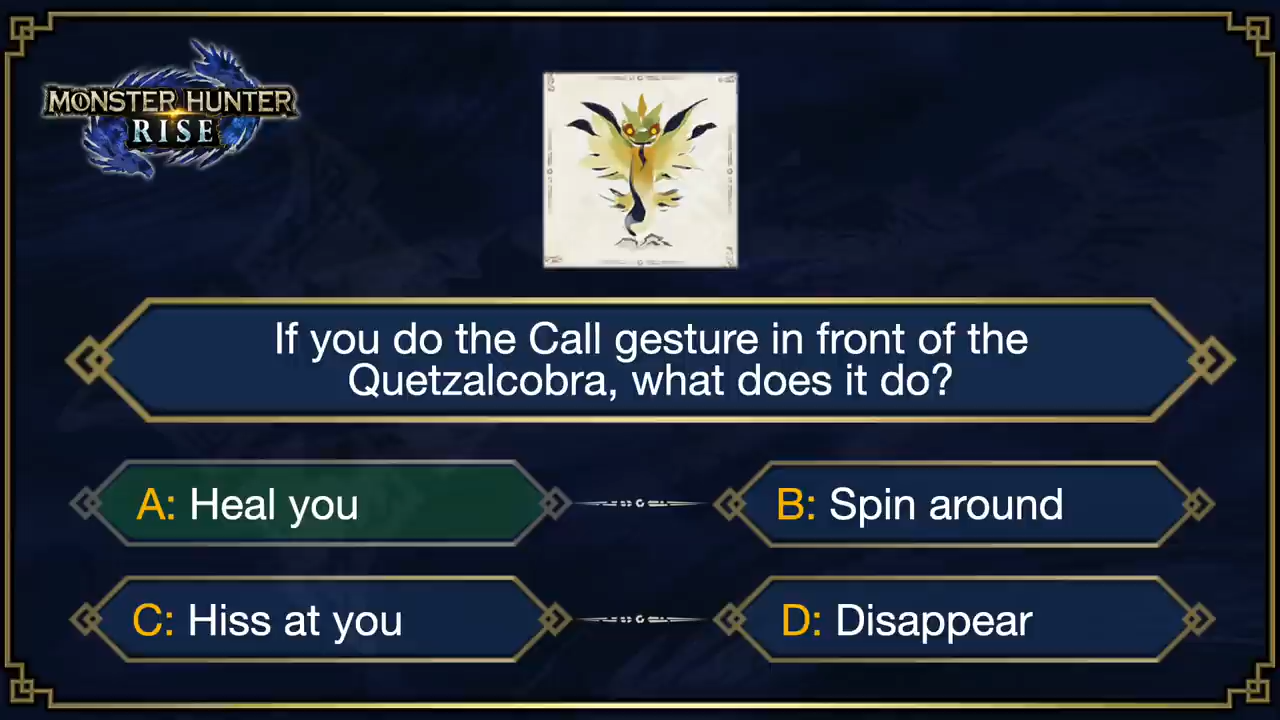 MONSTER HUNTER
RISE
If you do the Call gesture in front of the
Quetzalcobra, what does it do?
A: Heal you
B: Spin around
C: Hiss at you
D: Disappear